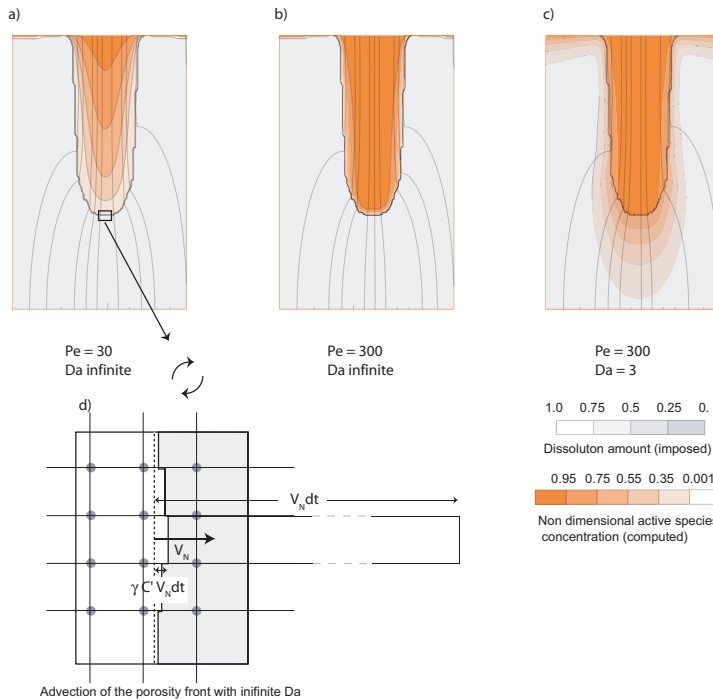 a)
b)
c)
Pe = 30
Da infinite
Pe = 300
Da infinite
Pe = 300
Da = 3
1.0 0.75 0.5 0.25 0.
Dissoluton amount (imposed)
0.95 0.75 0.55 0.35 0.001
Non dimensional active species
concentration (computed)
d)
V_N dt
V_N
γ C' V_N dt
Advection of the porosity front with inifinite Da